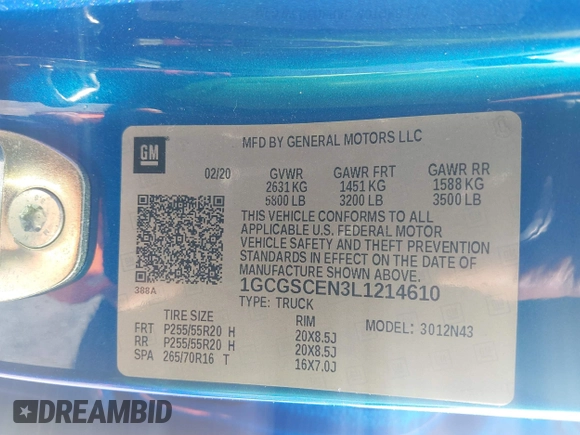 MFD BY GENERAL MOTORS LLC
GM
02/20 GVWR GAWR FRT GAWR RR
2631 KG 1451 KG 1588 KG
5800 LB 3200 LB 3500 LB
THIS VEHICLE CONFORMS TO ALL
APPLICABLE U.S. FEDERAL MOTOR
VEHICLE SAFETY AND THEFT PREVENTION
STANDARDS IN EFFECT ON THE DATE OF
MANUFACTURE SHOWN ABOVE.
388A
1GCGSCEN3L1214610
TYPE: TRUCK
TIRE SIZE RIM MODEL: 3012N43
FRT P255/55R20 H 20X8.5J
RR P255/55R20 H 20X8.5J
SPA 265/70R16 T 16X7.0J
DREAMBID